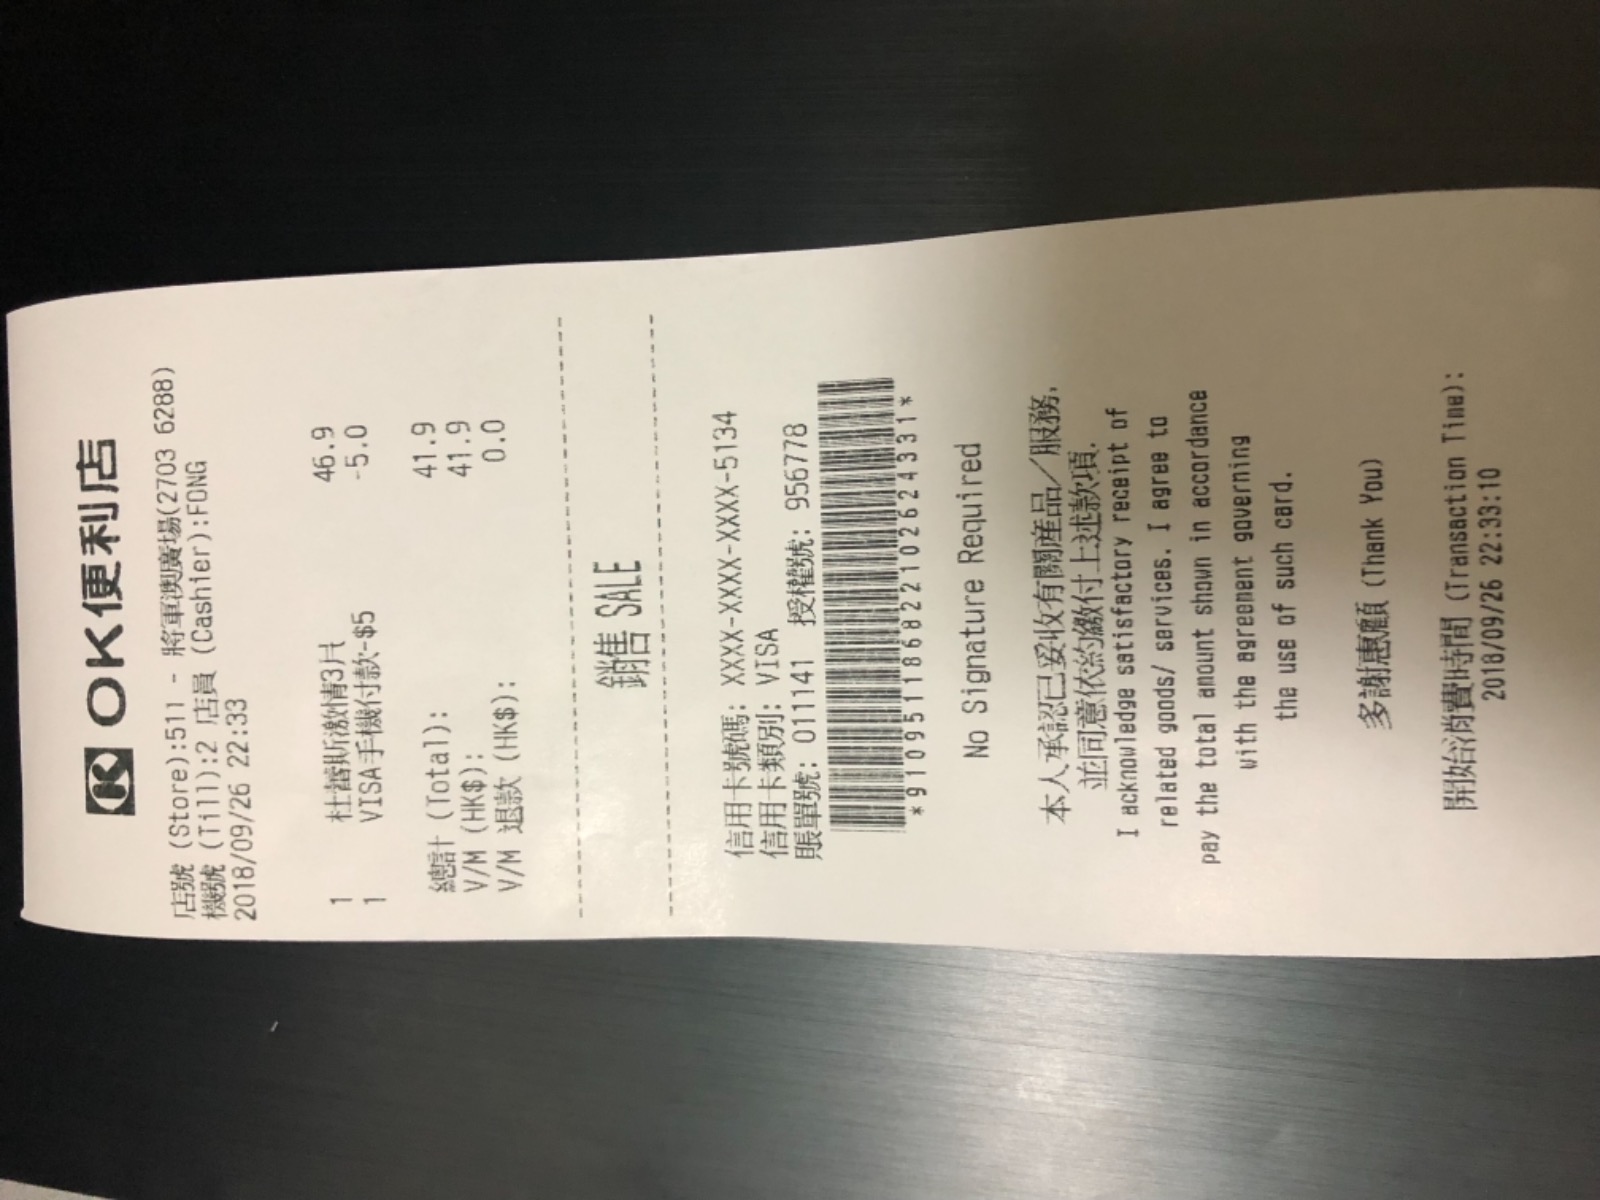 OK便利店
店號 (Store):511 - 將軍澳廣場(2703 6288)
機號 (Till):2 店員 (Cashier):FONG
2018/09/26 22:33
1 杜蕾斯激情3片 46.9
1 VISA手機付款-$5 -5.0
總計 (Total): 41.9
V/M (HK$): 41.9
V/M 退款 (HK$): 0.0
銷售 SALE
信用卡號碼: XXXX-XXXX-XXXX-5134
信用卡類別: VISA
賬單號: 011141 授權號: 956778
*910951186822102624331*
No Signature Required
本人承認已妥收有關產品/服務,
並同意依約繳付上述款項.
I acknowledge satisfactory receipt of
related goods/ services. I agree to
pay the total amount shown in accordance
with the agreement governing
the use of such card.
多謝惠顧 (Thank You)
開始消費時間 (Transaction Time):
2018/09/26 22:33:10